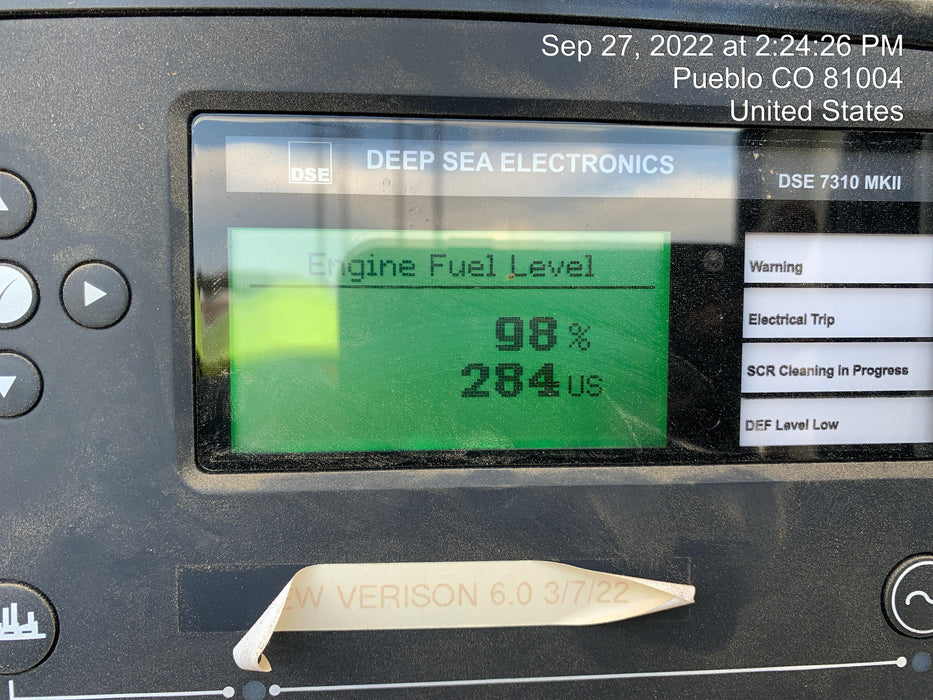 Sep 27, 2022 at 2:24:26 PM
Pueblo CO 81004
United States
DSE
DEEP SEA ELECTRONICS
DSE 7310 MKII
Engine Fuel Level
98 %
284 US
Warning
Electrical Trip
SCR Cleaning in Progress
DEF Level Low
EW VERISON 6.0 3/7/22